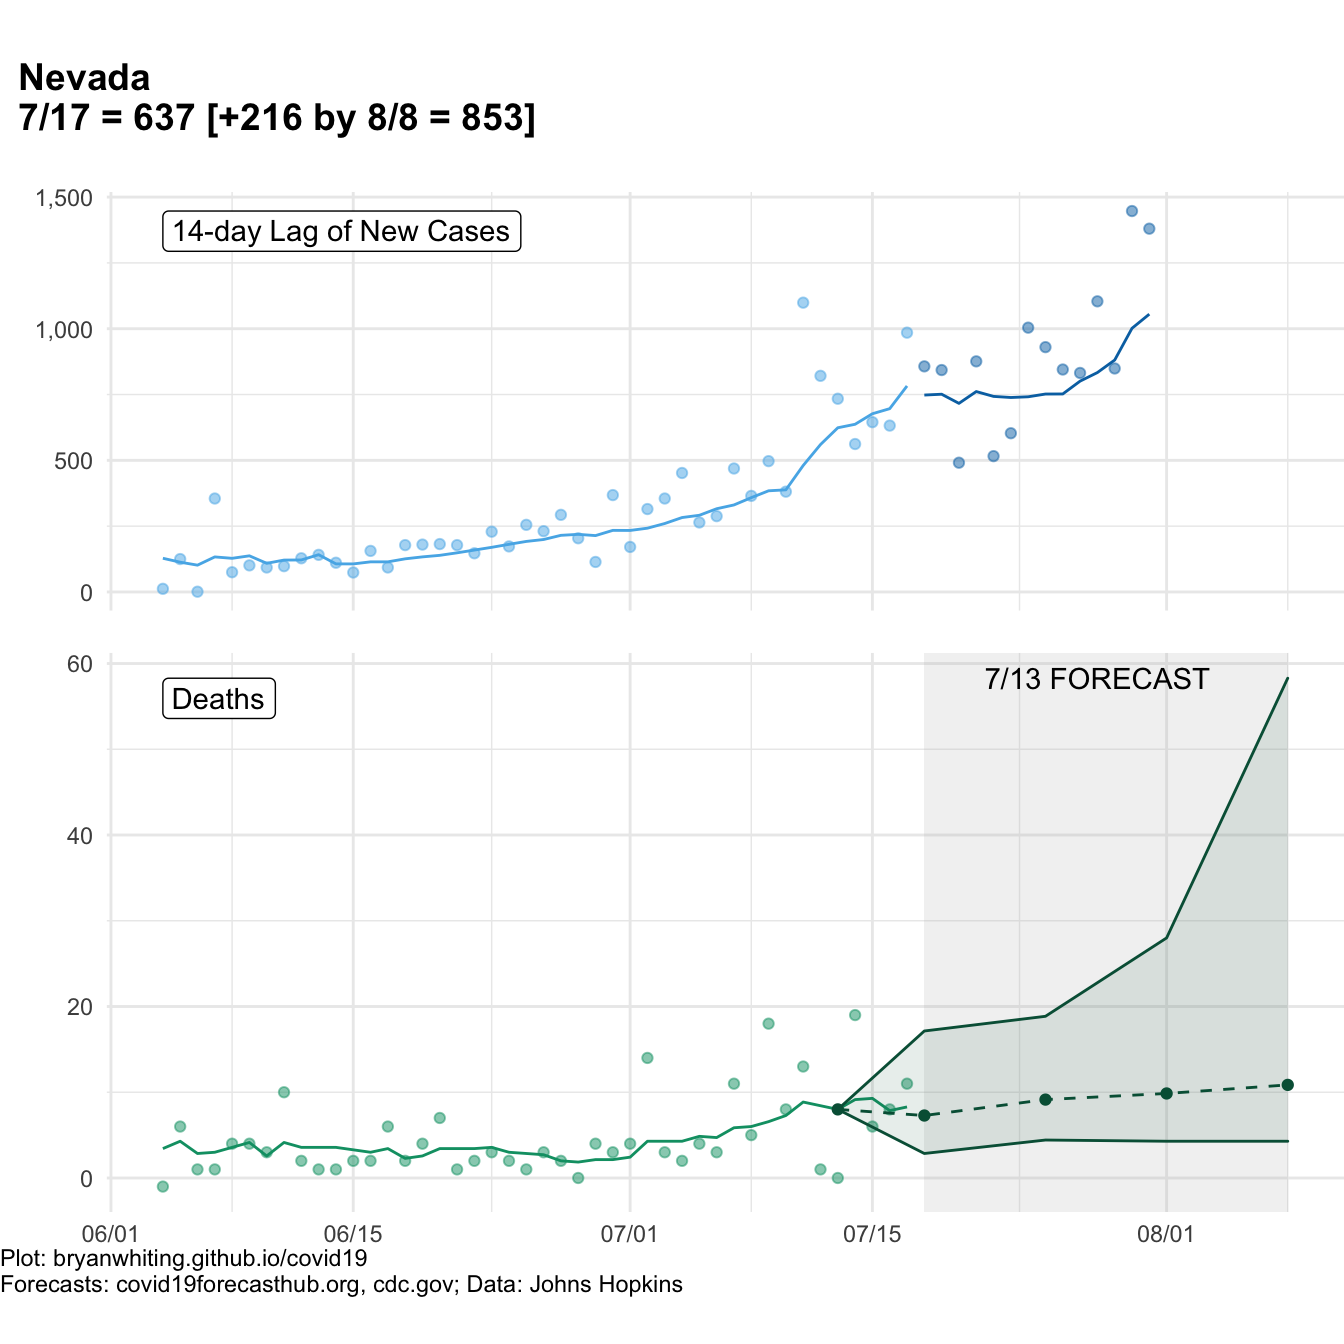 Nevada
7/17 = 637 [+216 by 8/8 = 853]
1,500
14-day Lag of New Cases
1,000
500
0
60
7/13 FORECAST
Deaths
40
20
0
06/01 06/15 07/01 07/15 08/01
Plot: bryanwhiting.github.io/covid19
Forecasts: covid19forecasthub.org, cdc.gov; Data: Johns Hopkins